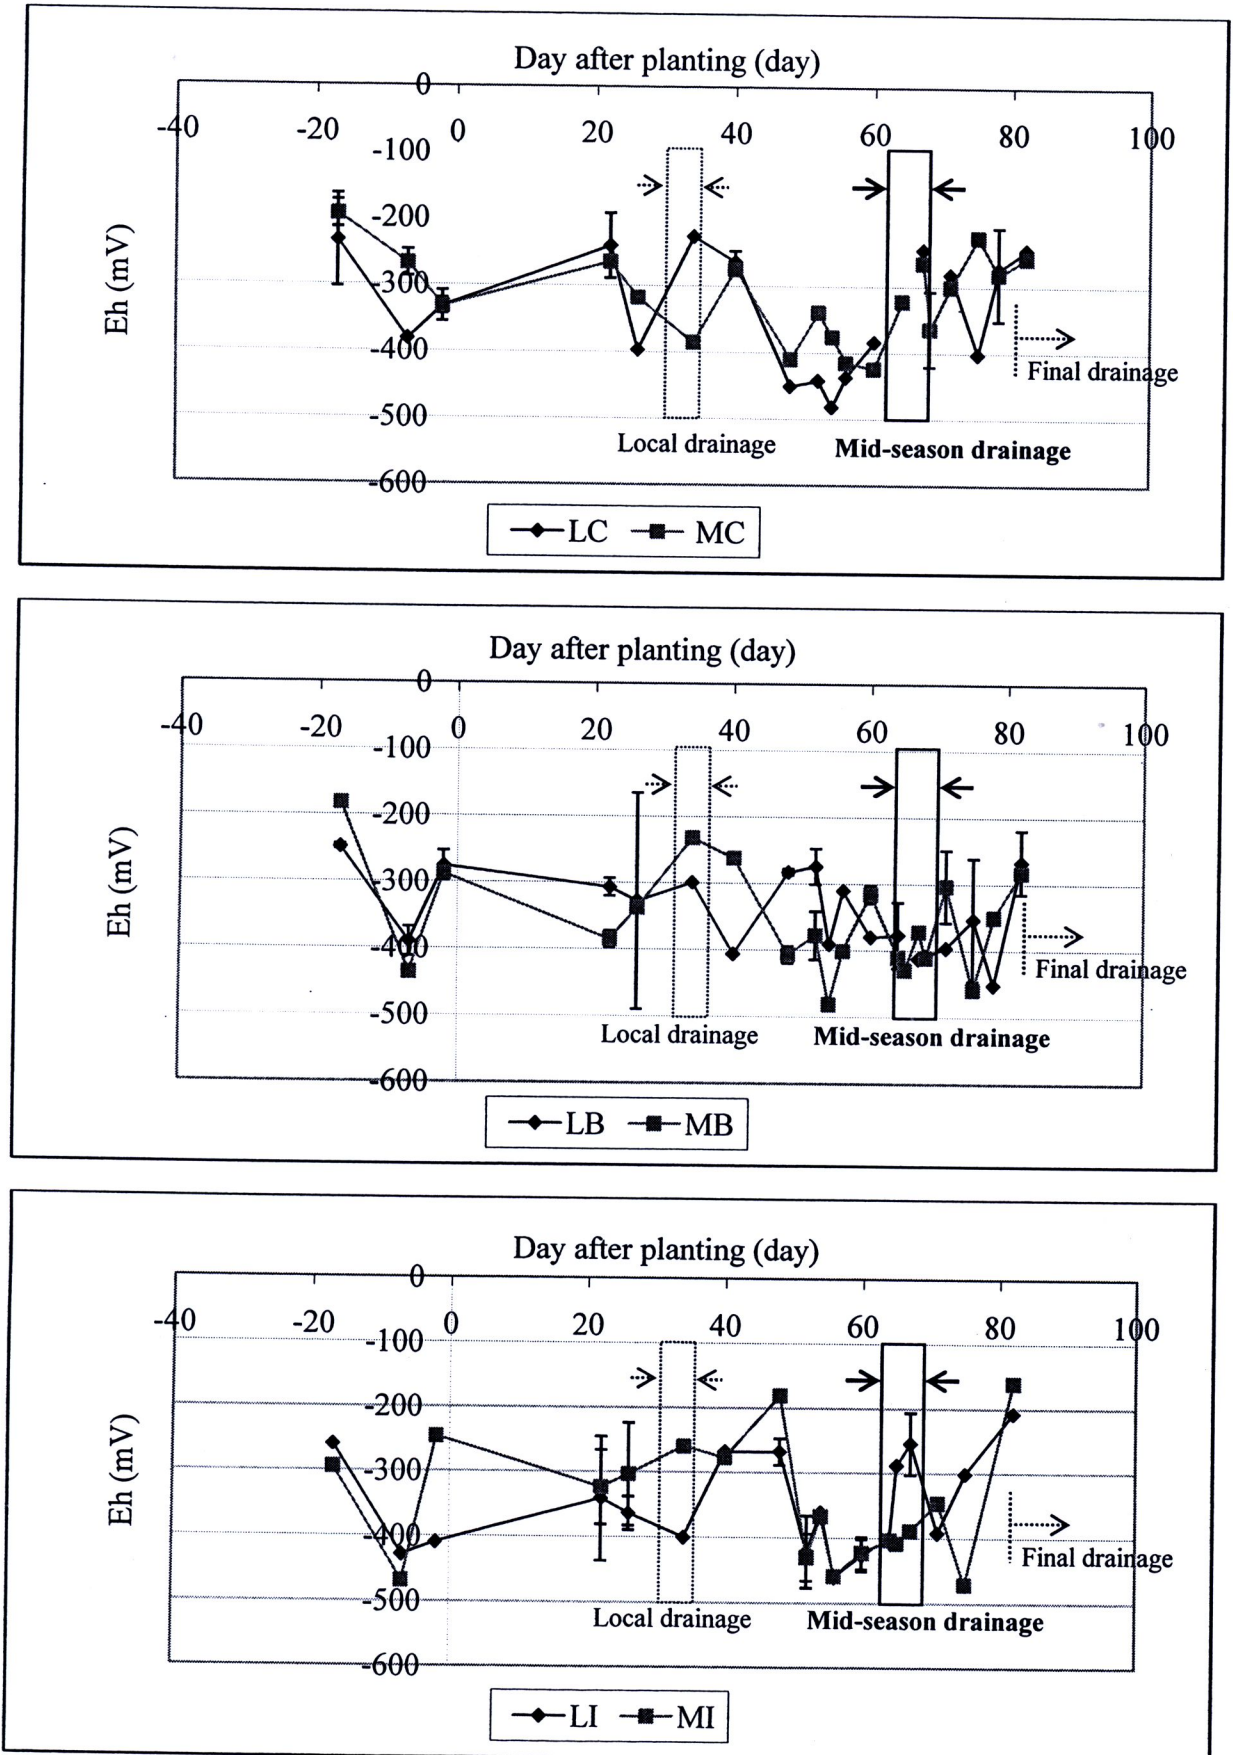 Day after planting (day)
0
-40 -20 0 20 40 60 80 100
-100
-200
-300
-400
-500
-600
Eh (mV)
Final drainage
Local drainage Mid-season drainage
LC MC
Day after planting (day)
0
-40 -20 0 20 40 60 80 100
-100
-200
-300
-400
-500
-600
Eh (mV)
Final drainage
Local drainage Mid-season drainage
LB MB
Day after planting (day)
0
-40 -20 0 20 40 60 80 100
-100
-200
-300
-400
-500
-600
Eh (mV)
Final drainage
Local drainage Mid-season drainage
LI MI